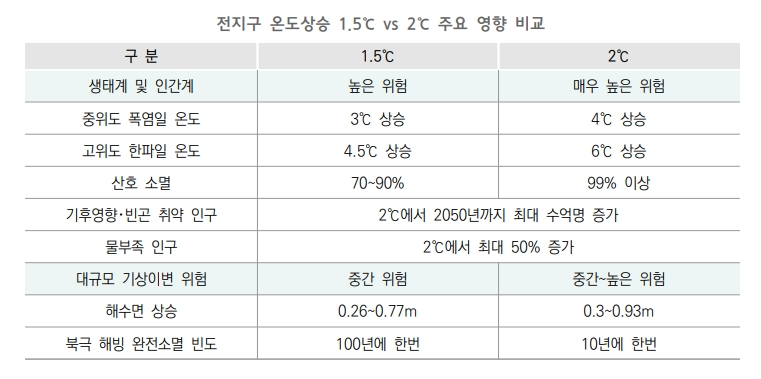 전지구 온도상승 1.5℃ vs 2℃ 주요 영향 비교
구 분 1.5℃ 2℃
생태계 및 인간계 높은 위험 매우 높은 위험
중위도 폭염일 온도 3℃ 상승 4℃ 상승
고위도 한파일 온도 4.5℃ 상승 6℃ 상승
산호 소멸 70~90% 99% 이상
기후영향·빈곤 취약 인구 2℃에서 2050년까지 최대 수억명 증가
물부족 인구 2℃에서 최대 50% 증가
대규모 기상이변 위험 중간 위험 중간~높은 위험
해수면 상승 0.26~0.77m 0.3~0.93m
북극 해빙 완전소멸 빈도 100년에 한번 10년에 한번